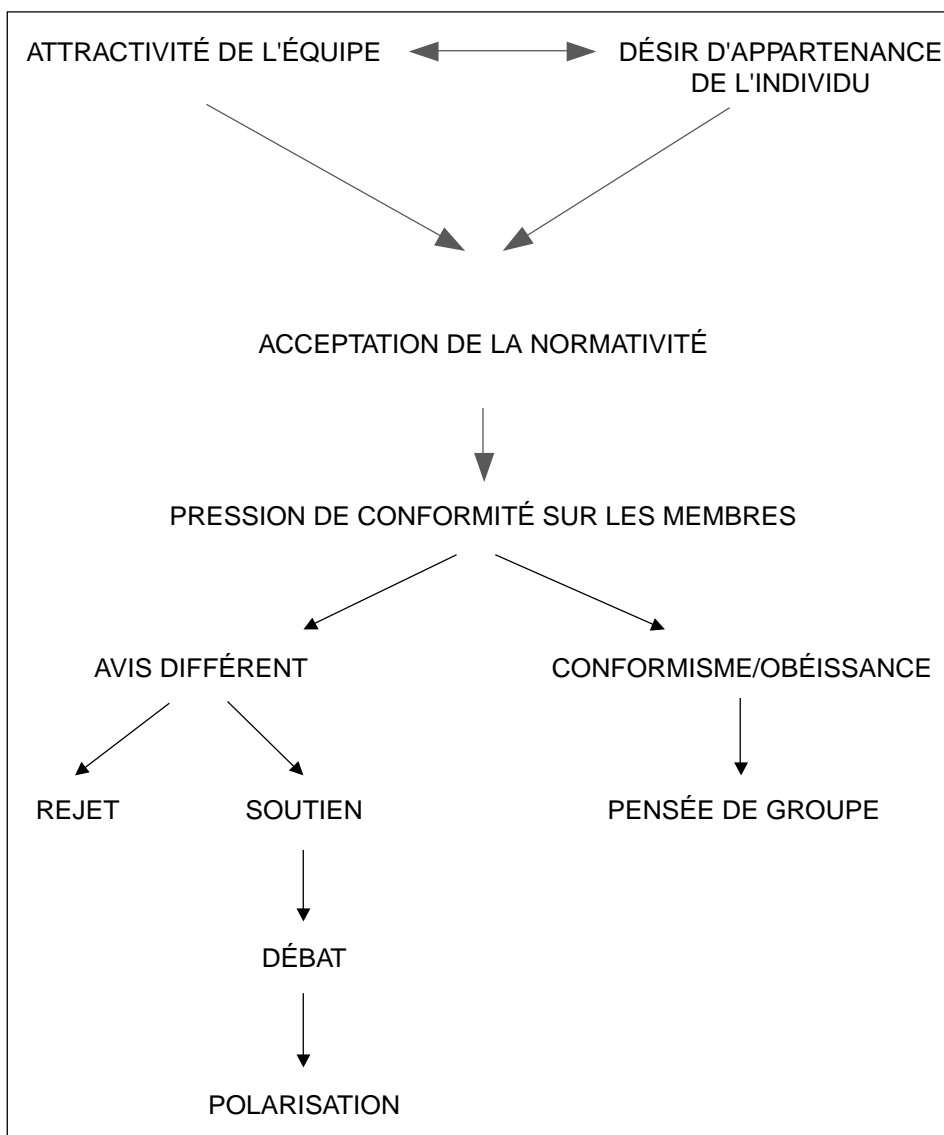 ATTRACTIVITÉ DE L'ÉQUIPE
DÉSIR D'APPARTENANCE
DE L'INDIVIDU
ACCEPTATION DE LA NORMATIVITÉ
PRESSION DE CONFORMITÉ SUR LES MEMBRES
AVIS DIFFÉRENT
CONFORMISME/OBÉISSANCE
REJET
SOUTIEN
PENSÉE DE GROUPE
DÉBAT
POLARISATION